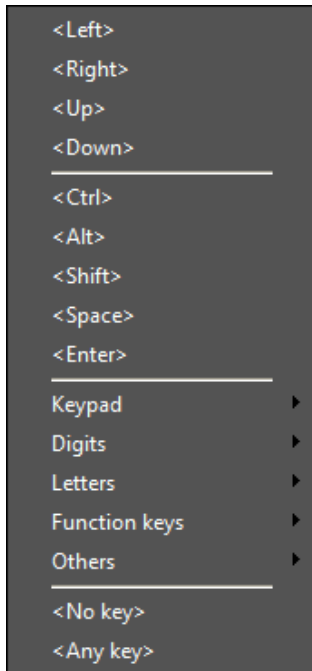 <Left>
<Right>
<Up>
<Down>
<Ctrl>
<Alt>
<Shift>
<Space>
<Enter>
Keypad
Digits
Letters
Function keys
Others
<No key>
<Any key>